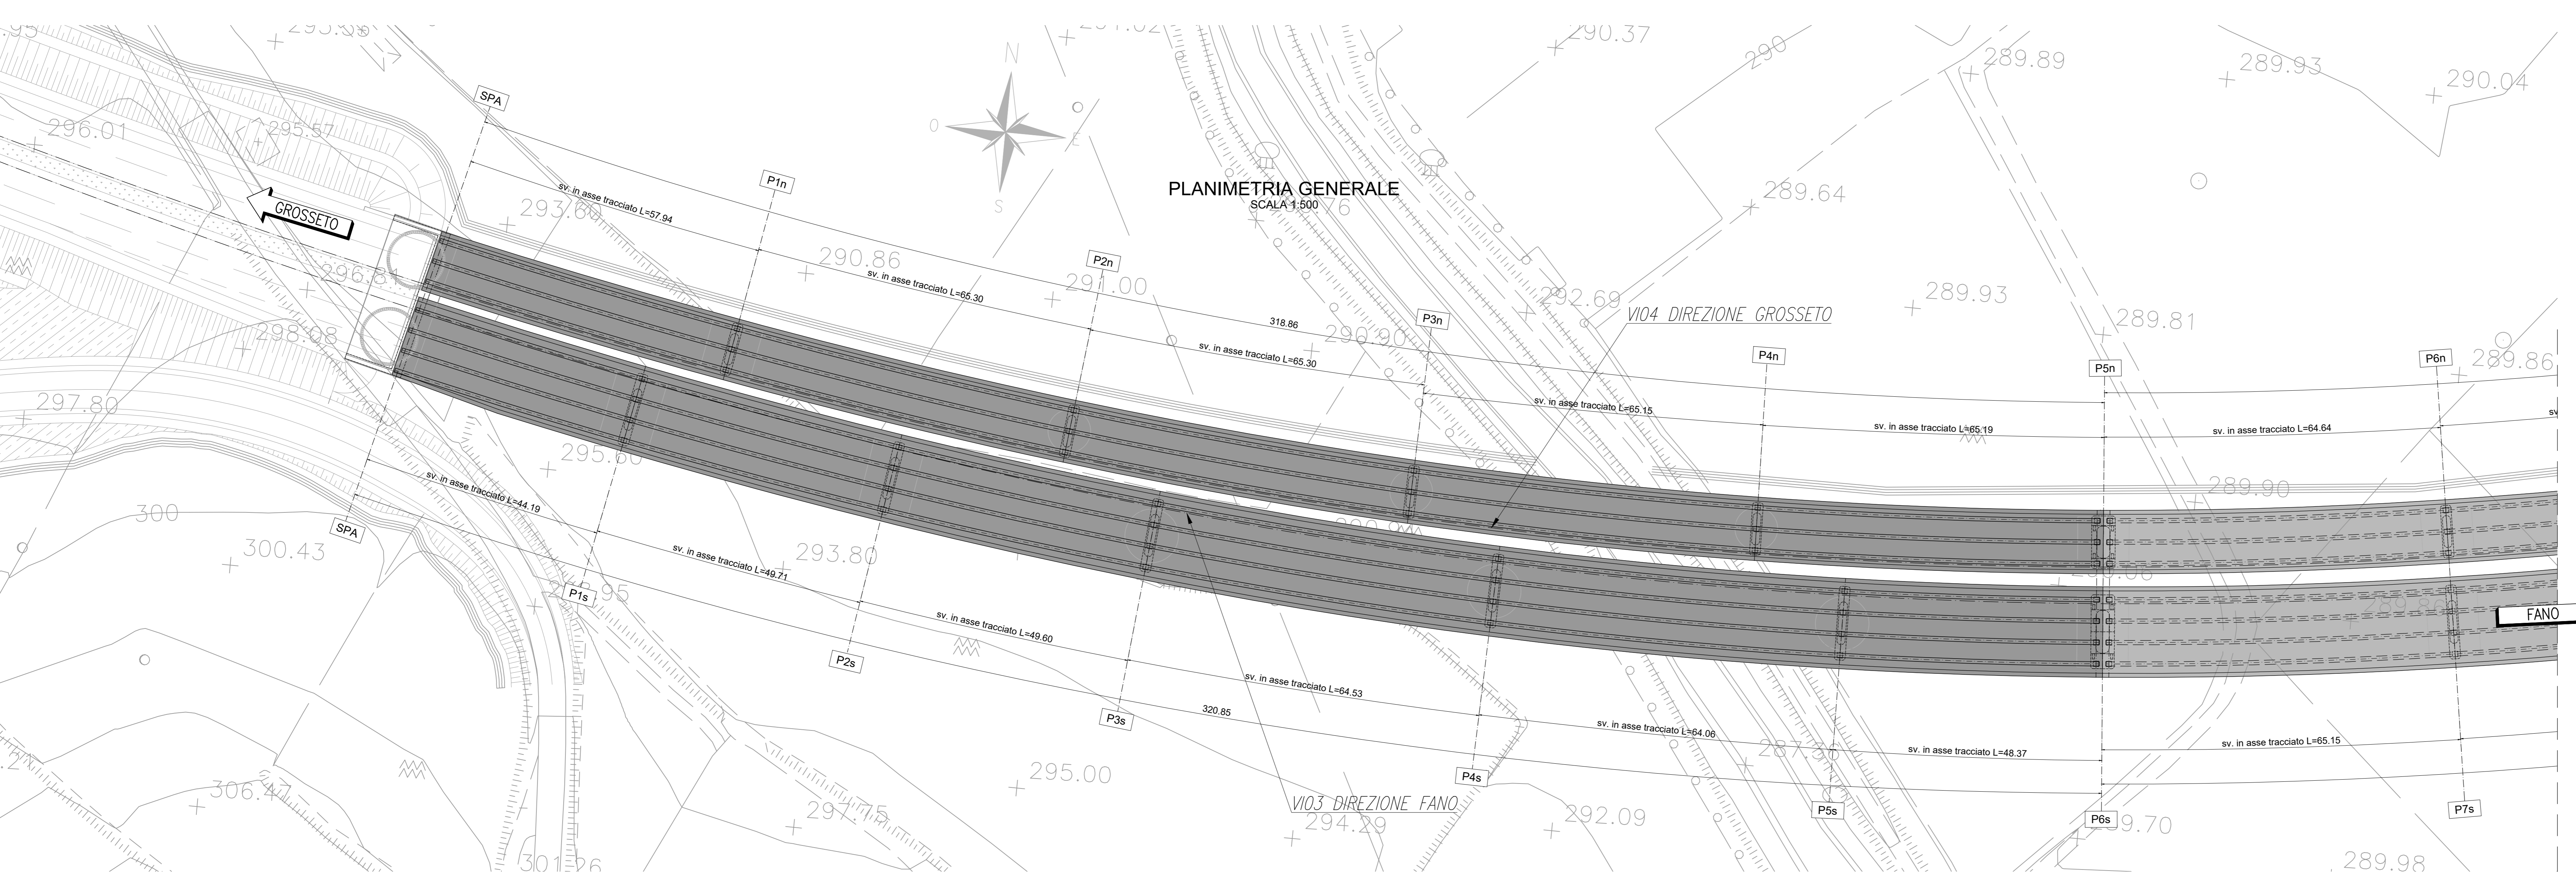 PLANIMETRIA GENERALE
SCALA 1:500
N
O
E
S
GROSSETO
FANO
VI04 DIREZIONE GROSSETO
VI03 DIREZIONE FANO
SPA
P1n
P2n
P3n
P4n
P5n
P6n
sv. in asse tracciato L=57.94
sv. in asse tracciato L=65.30
sv. in asse tracciato L=65.30
sv. in asse tracciato L=65.15
sv. in asse tracciato L=65.19
sv. in asse tracciato L=64.64
sv
318.86
SPA
P1s
P2s
P3s
P4s
P5s
P6s
P7s
sv. in asse tracciato L=44.19
sv. in asse tracciato L=49.71
sv. in asse tracciato L=49.60
sv. in asse tracciato L=64.53
sv. in asse tracciato L=64.06
sv. in asse tracciato L=48.37
sv. in asse tracciato L=65.15
320.85
290.37
290
289.89
289.93
290.04
296.01
295.57
293.60
289.64
296.81
290.86
291.00
292.69
289.93
289.81
298.08
290.90
289.86
297.80
295.60
289.90
300
300.43
293.80
306.47
295.00
297.75
294.29
292.09
289.98
301.26